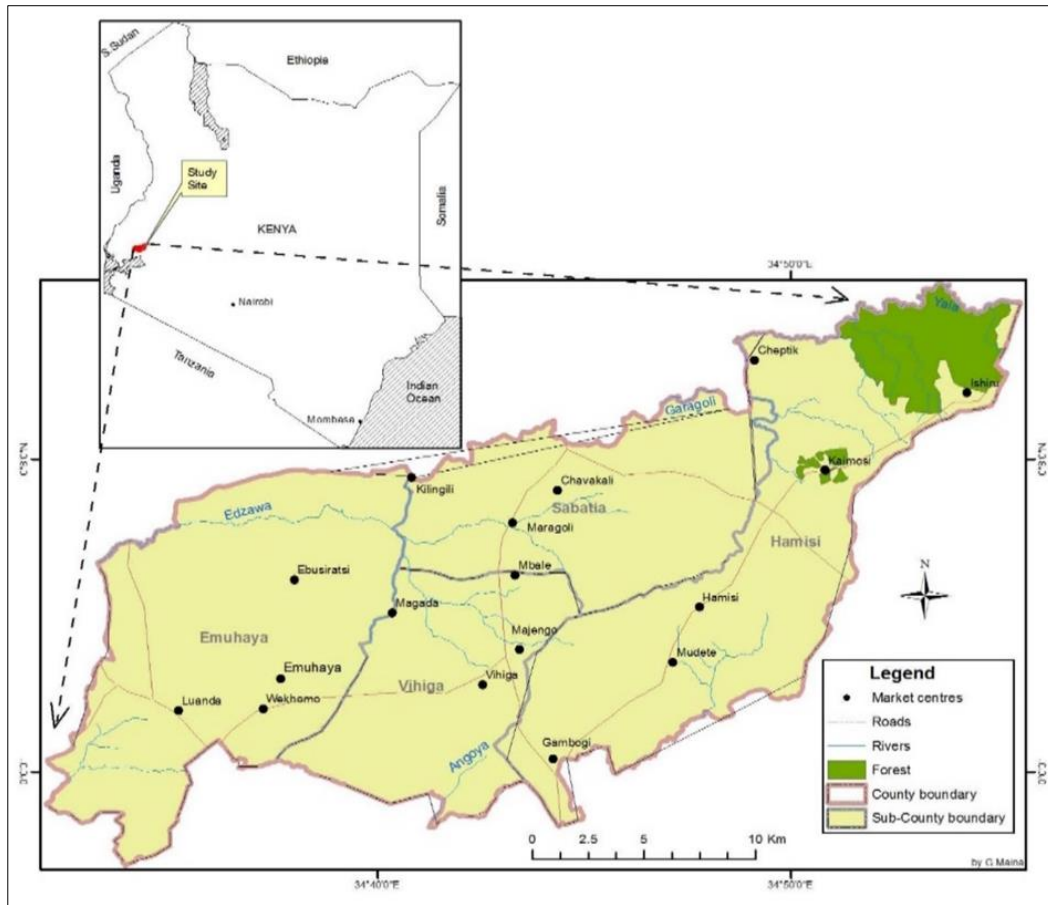 S. Sudan
Ethiopia
Uganda
Study
Site
Somalia
KENYA
Nairobi
Tanzania
Indian
Ocean
Mombasa
34°50'0"E
Yala
Cheptik
Ishiru
Garagoli
Kaimosi
Kilingili
Chavakali
Sabatia
Edzawa
Maragoli
Hamisi
Ebusiratsi
Mbale
Magada
Hamisi
Emuhaya
Majengo
N
Mudete
Emuhaya
Vihiga
Vihiga
Luanda
Wekhomo
Angoya
Gambogi
0°3'0"N
0°3'0"N
0°0'0"
0°0'0"
Legend
Market centres
Roads
Rivers
Forest
County boundary
Sub-County boundary
0 2.5 5 10 Km
by G Maina
34°40'0"E
34°50'0"E